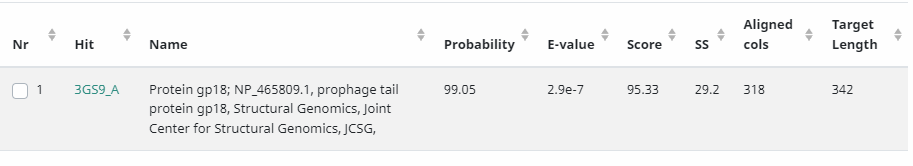 Nr Hit Name Probability E-value Score SS Aligned cols Target Length
1 3GS9_A Protein gp18; NP_465809.1, prophage tail 99.05 2.9e-7 95.33 29.2 318 342
protein gp18, Structural Genomics, Joint
Center for Structural Genomics, JCSG,